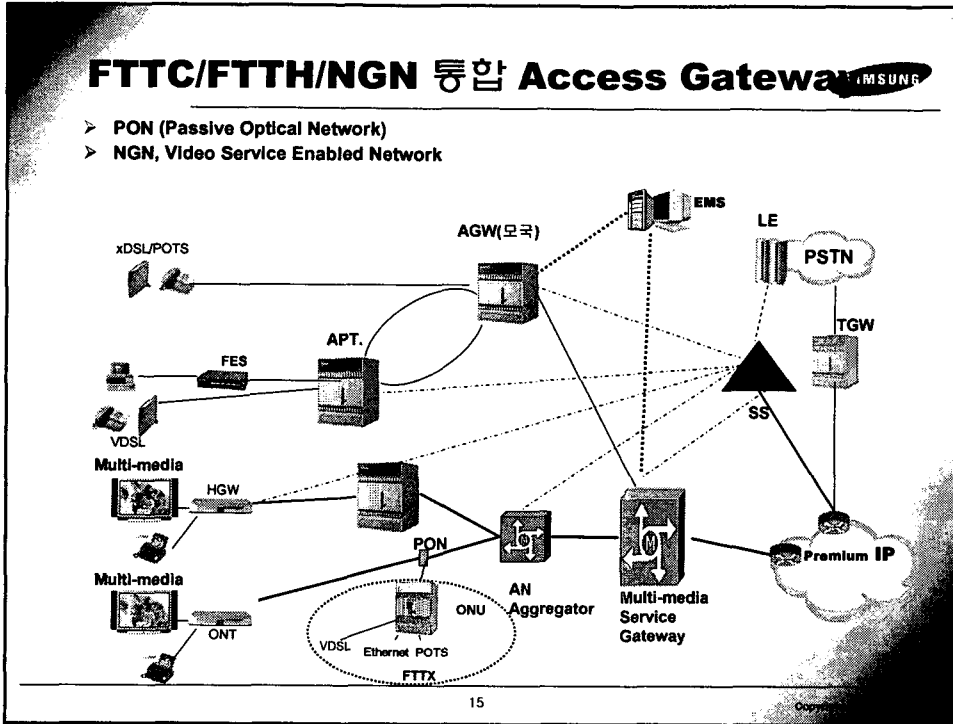 FTTC/FTTH/NGN 통합 Access Gateway
➢ PON (Passive Optical Network)
➢ NGN, Video Service Enabled Network
EMS
LE
AGW(모국)
xDSL/POTS
PSTN
APT.
TGW
FES
SS
VDSL
Multi-media
HGW
PON
Premium IP
Multi-media
AN
Aggregator
Multi-media
Service
Gateway
ONU
ONT
VDSL
Ethernet POTS
FTTX
15